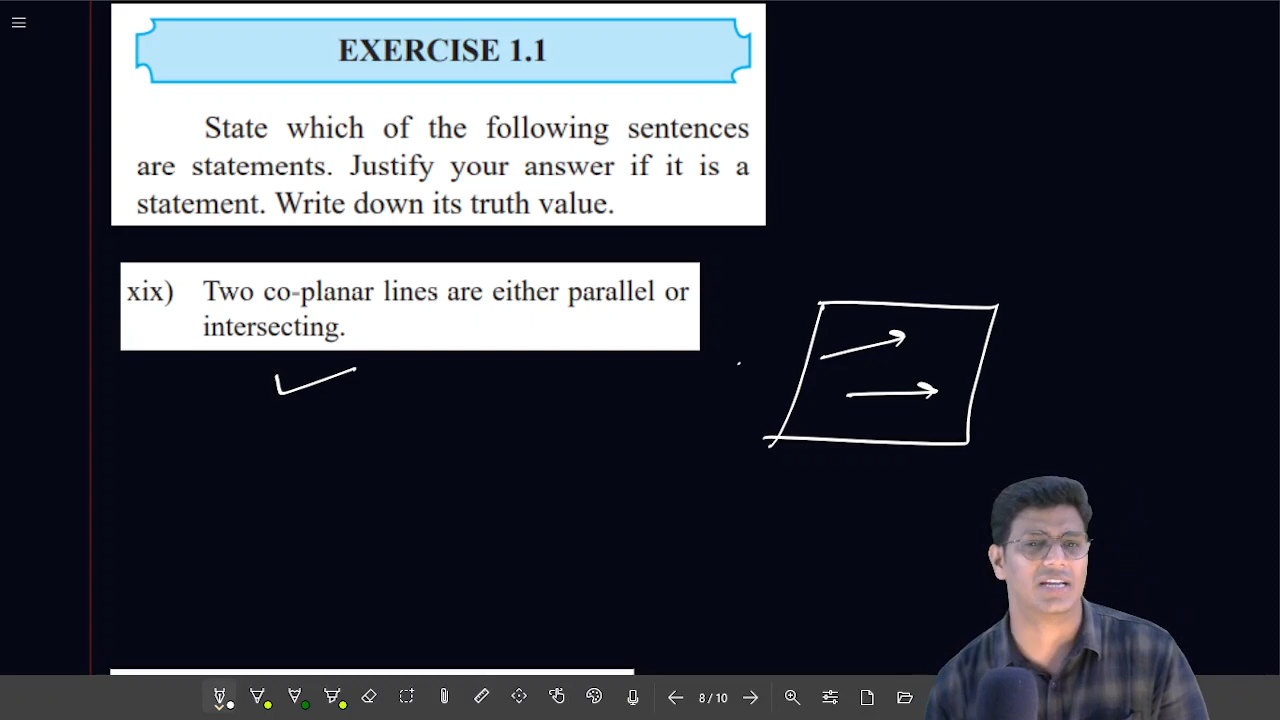 EXERCISE 1.1
State which of the following sentences
are statements. Justify your answer if it is a
statement. Write down its truth value.
xix) Two co-planar lines are either parallel or
intersecting.
8 / 10